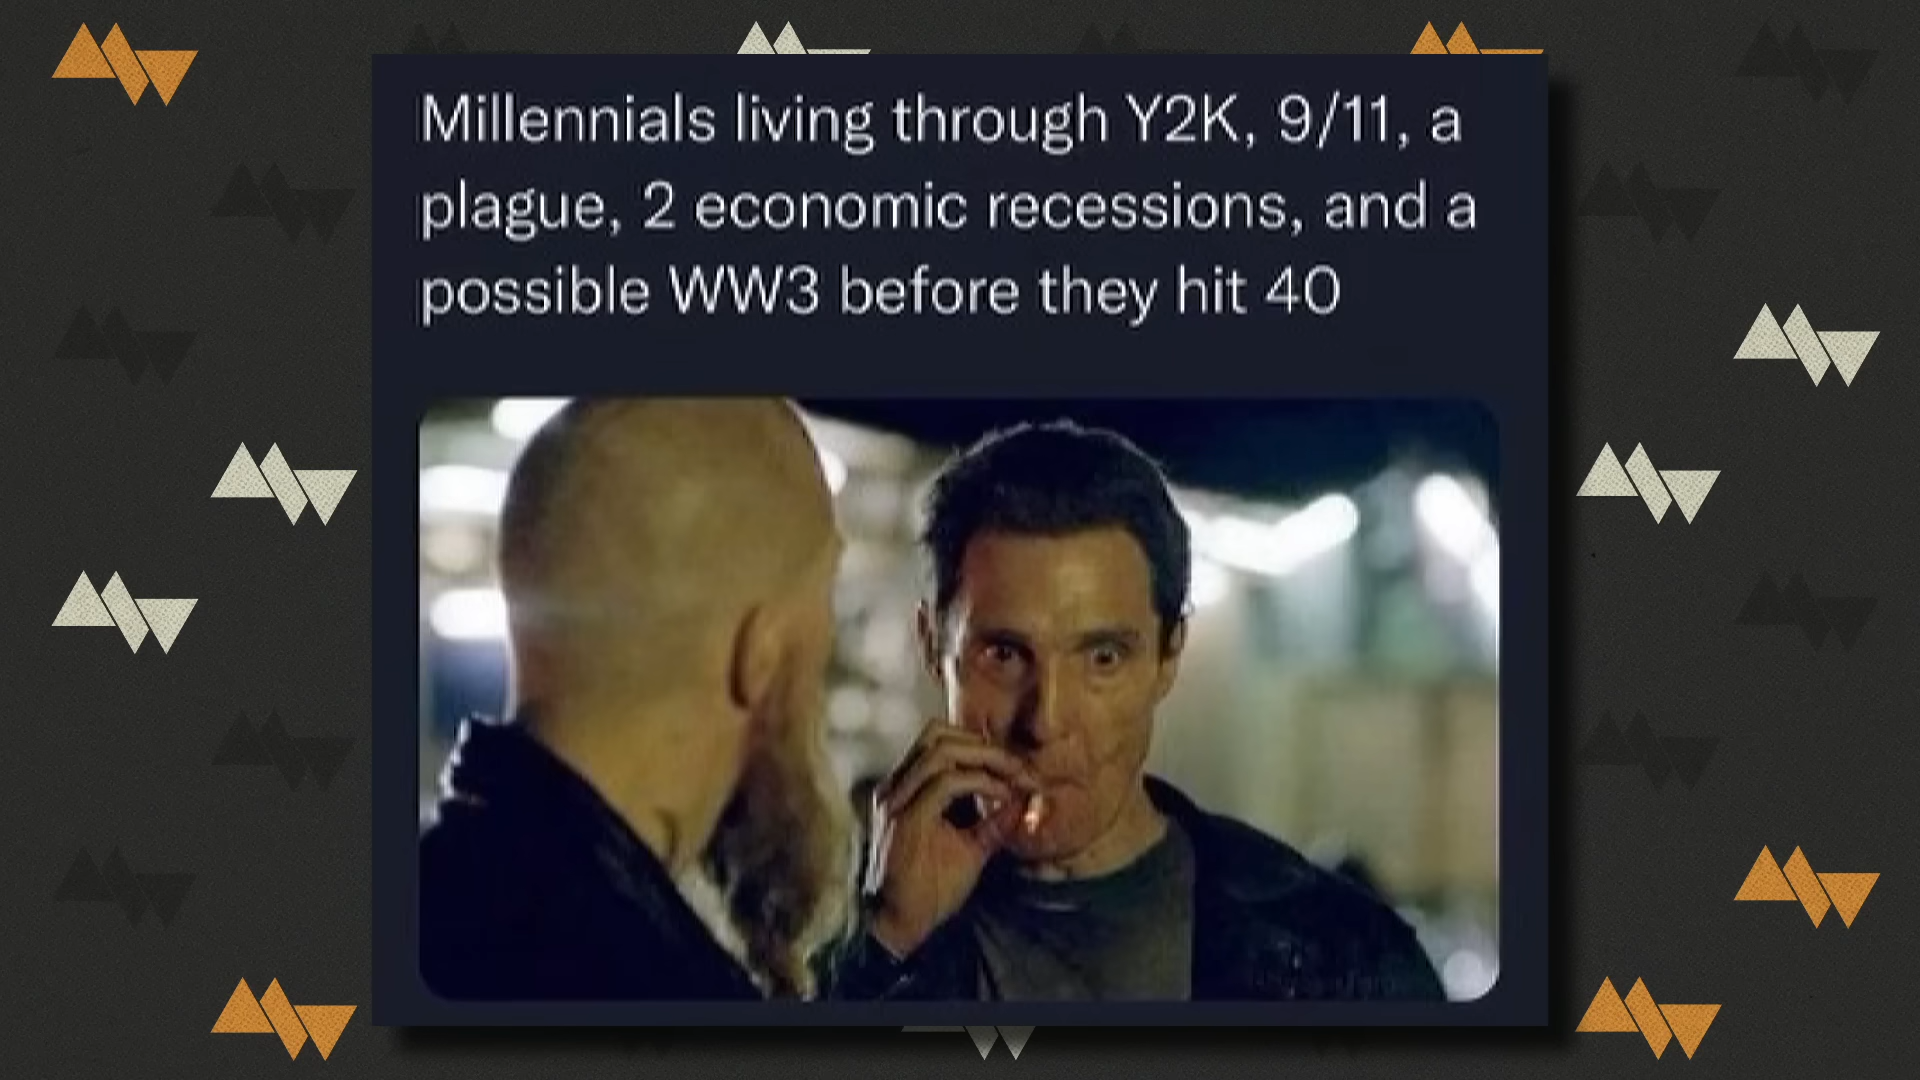 Millennials living through Y2K, 9/11, a
plague, 2 economic recessions, and a
possible WW3 before they hit 40